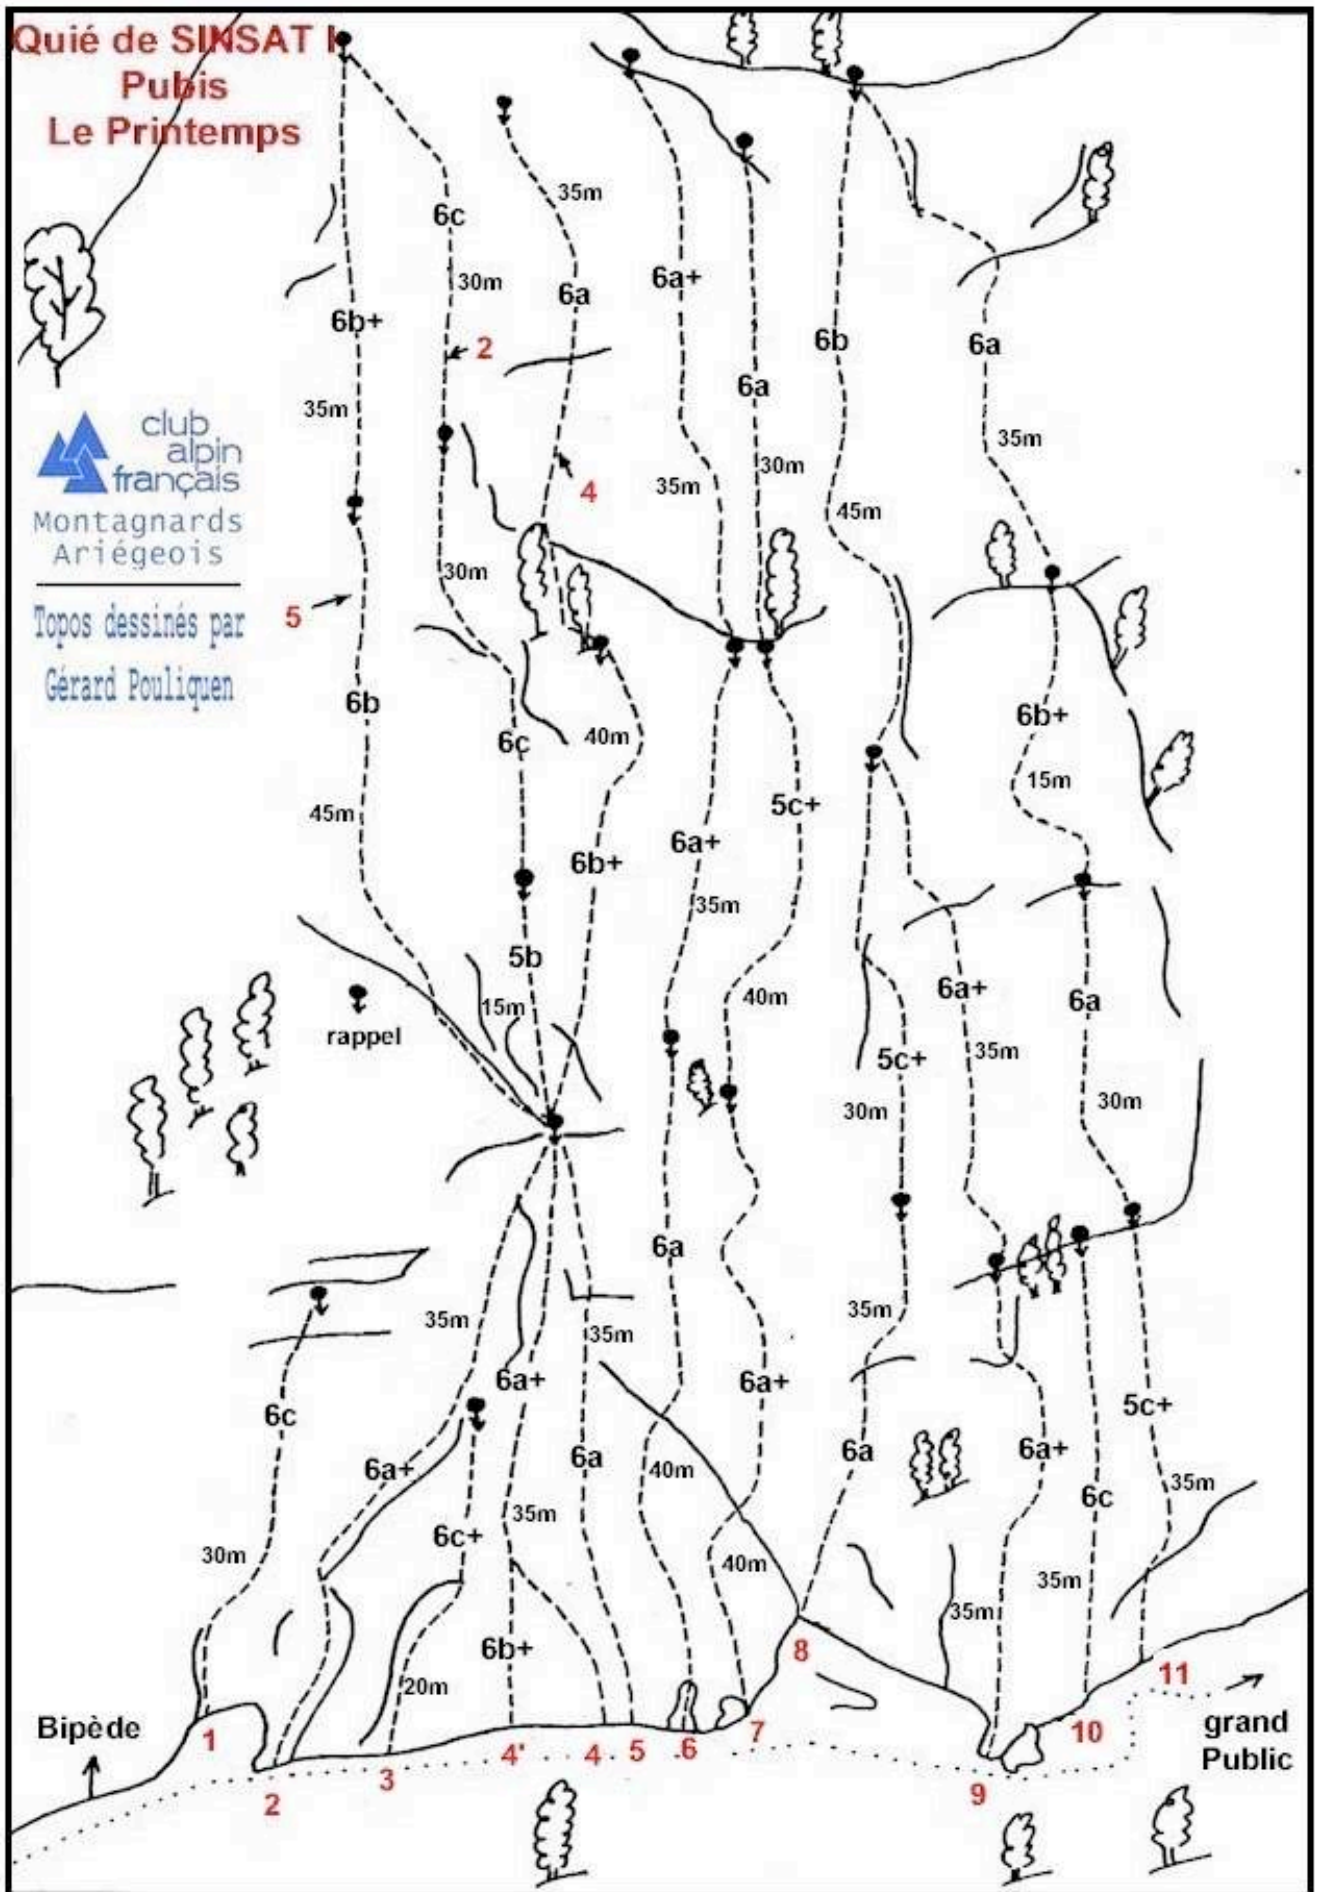 Quié de SINSAT I
Pubis
Le Printemps
35m
6c
6a+
30m
6a
6b+
6b
6a
2
6a
35m
club
alpin
français
35m
30m
35m
4
45m
Montagnards
Ariégeois
30m
5
Topos dessinés par
Gérard Pouliquen
6b
6b+
6c
40m
15m
5c+
45m
6a+
6b+
35m
5b
6a+
40m
6a
15m
rappel
35m
5c+
30m
30m
6a
35m
35m
35m
6a+
6a+
6c
5c+
6a
6a+
6a
6a+
40m
35m
6c
35m
6c+
30m
40m
35m
35m
6b+
8
11
20m
Bipède
1
7
10
grand
Public
4'
4
5
6
3
2
9